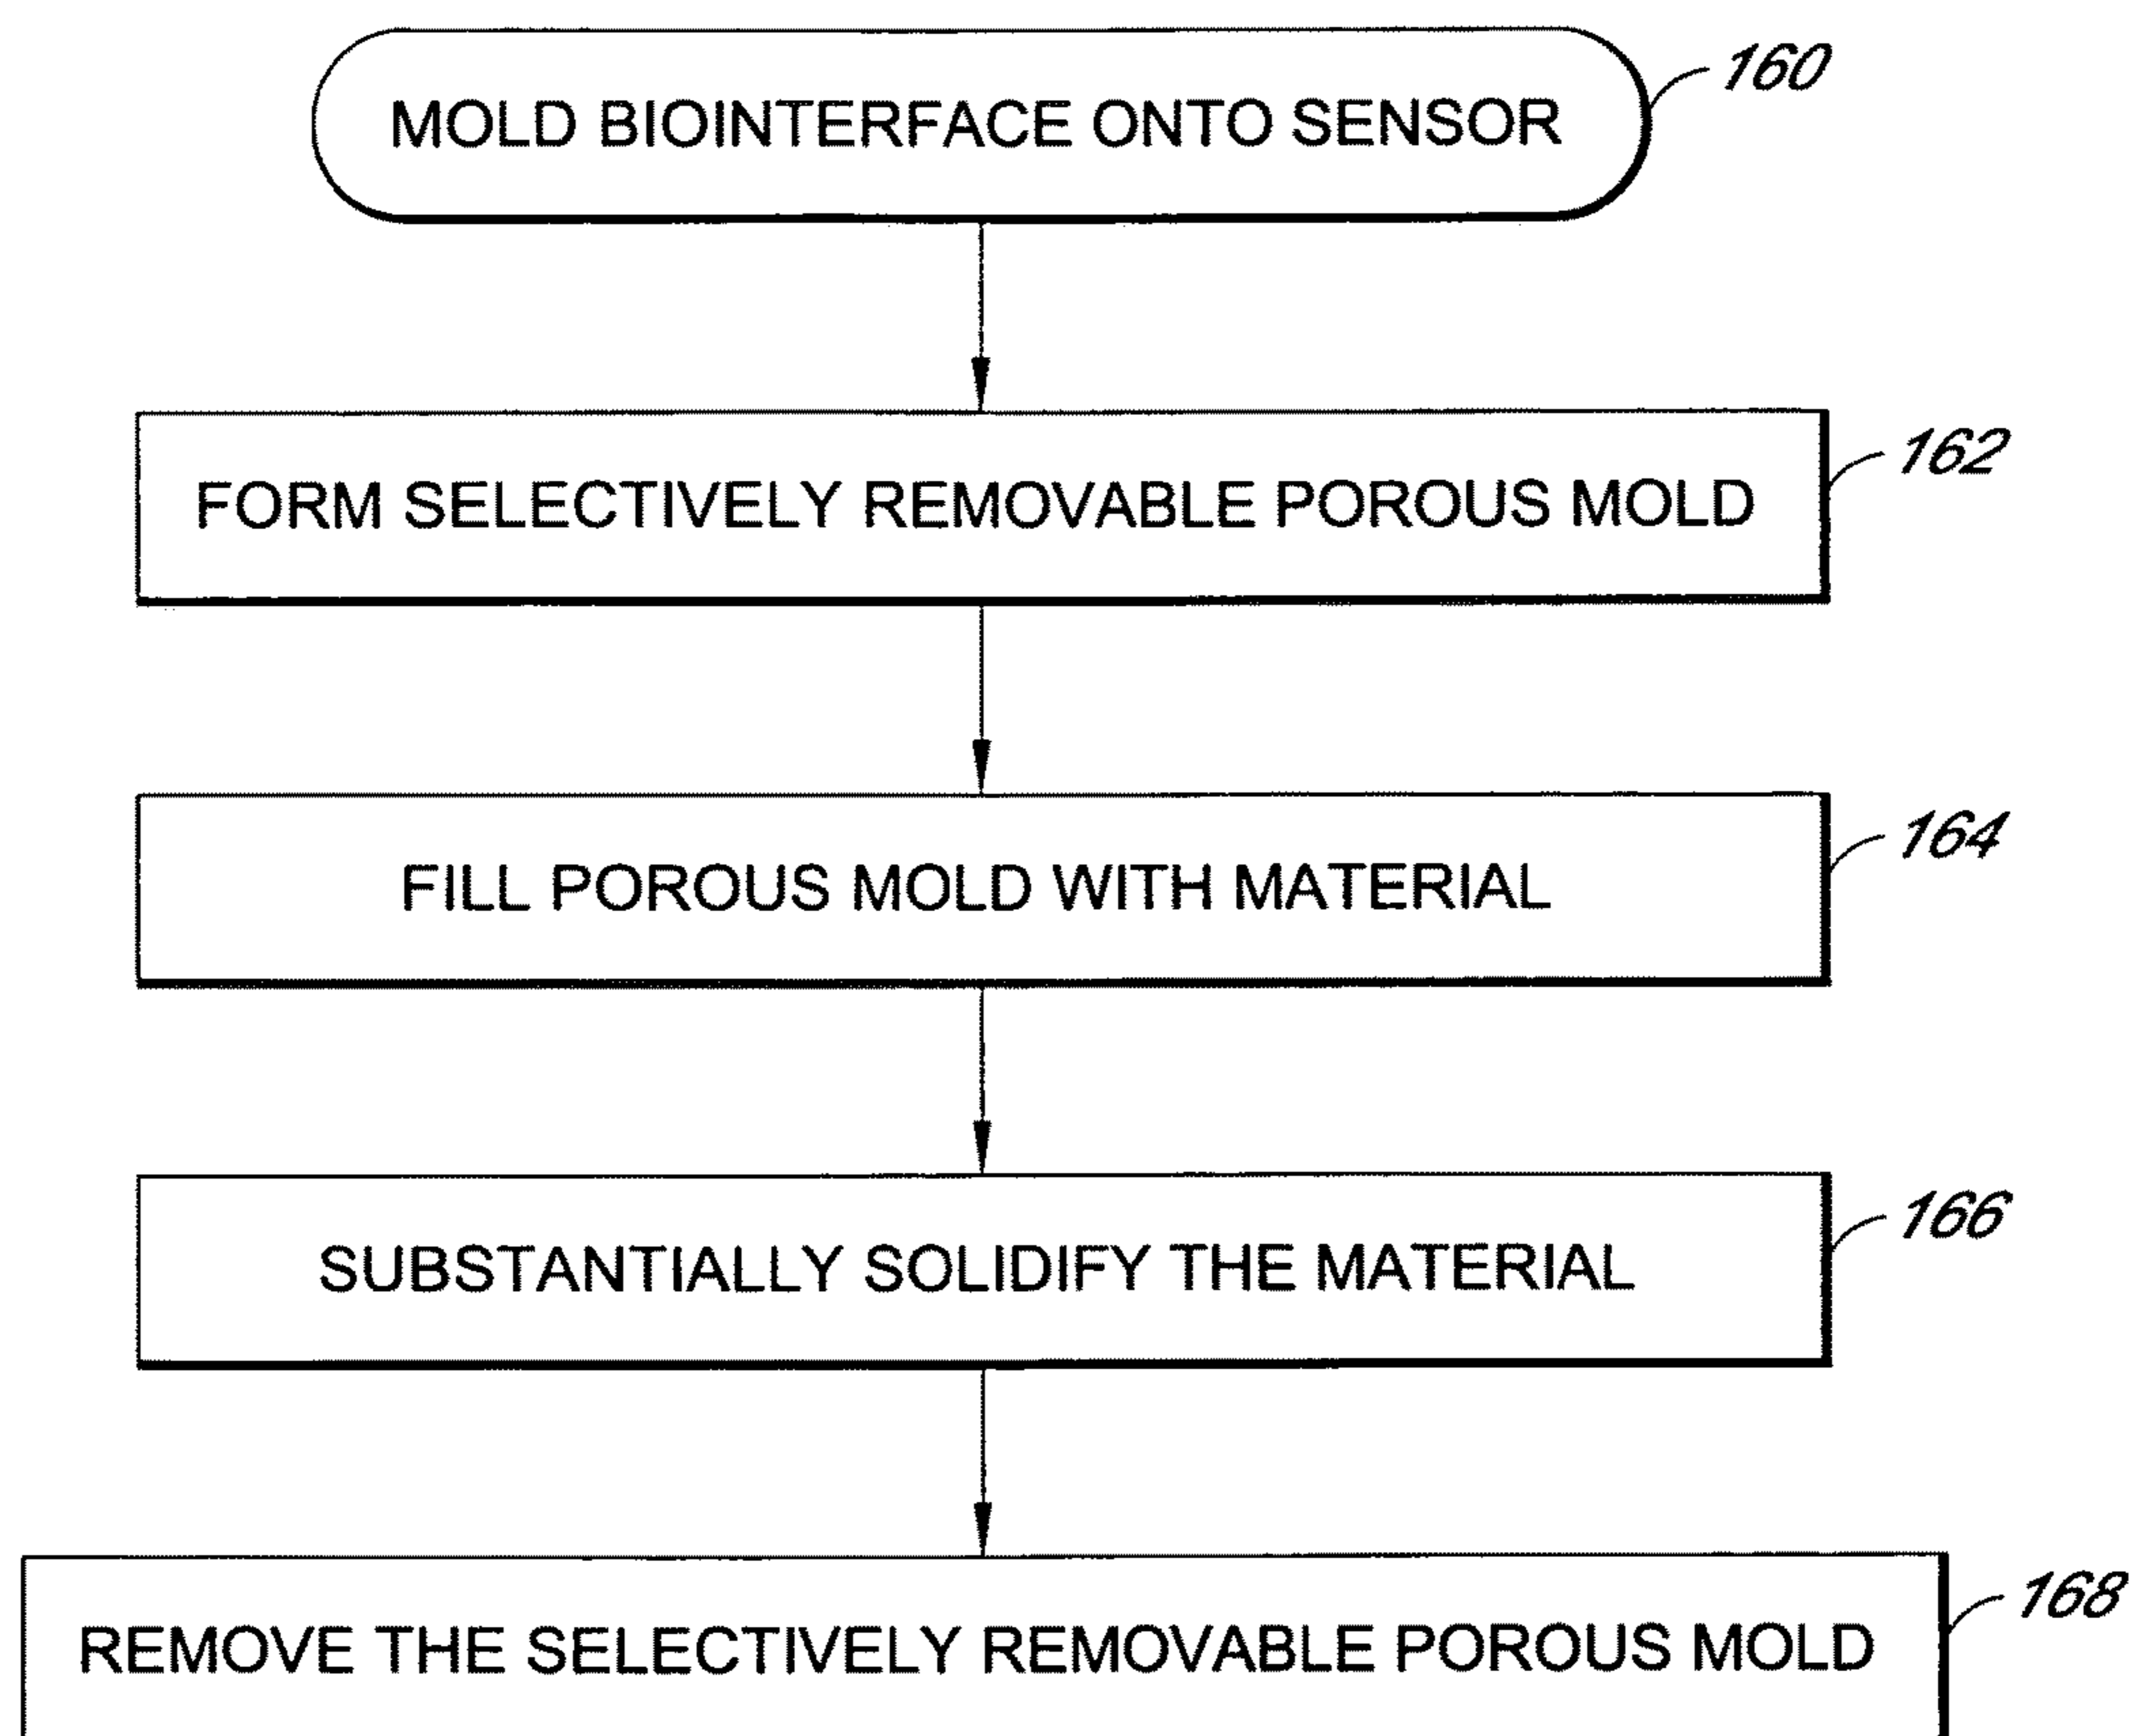 MOLD BIOINTERFACE ONTO SENSOR
160
FORM SELECTIVELY REMOVABLE POROUS MOLD
162
FILL POROUS MOLD WITH MATERIAL
164
SUBSTANTIALLY SOLIDIFY THE MATERIAL
166
REMOVE THE SELECTIVELY REMOVABLE POROUS MOLD
168